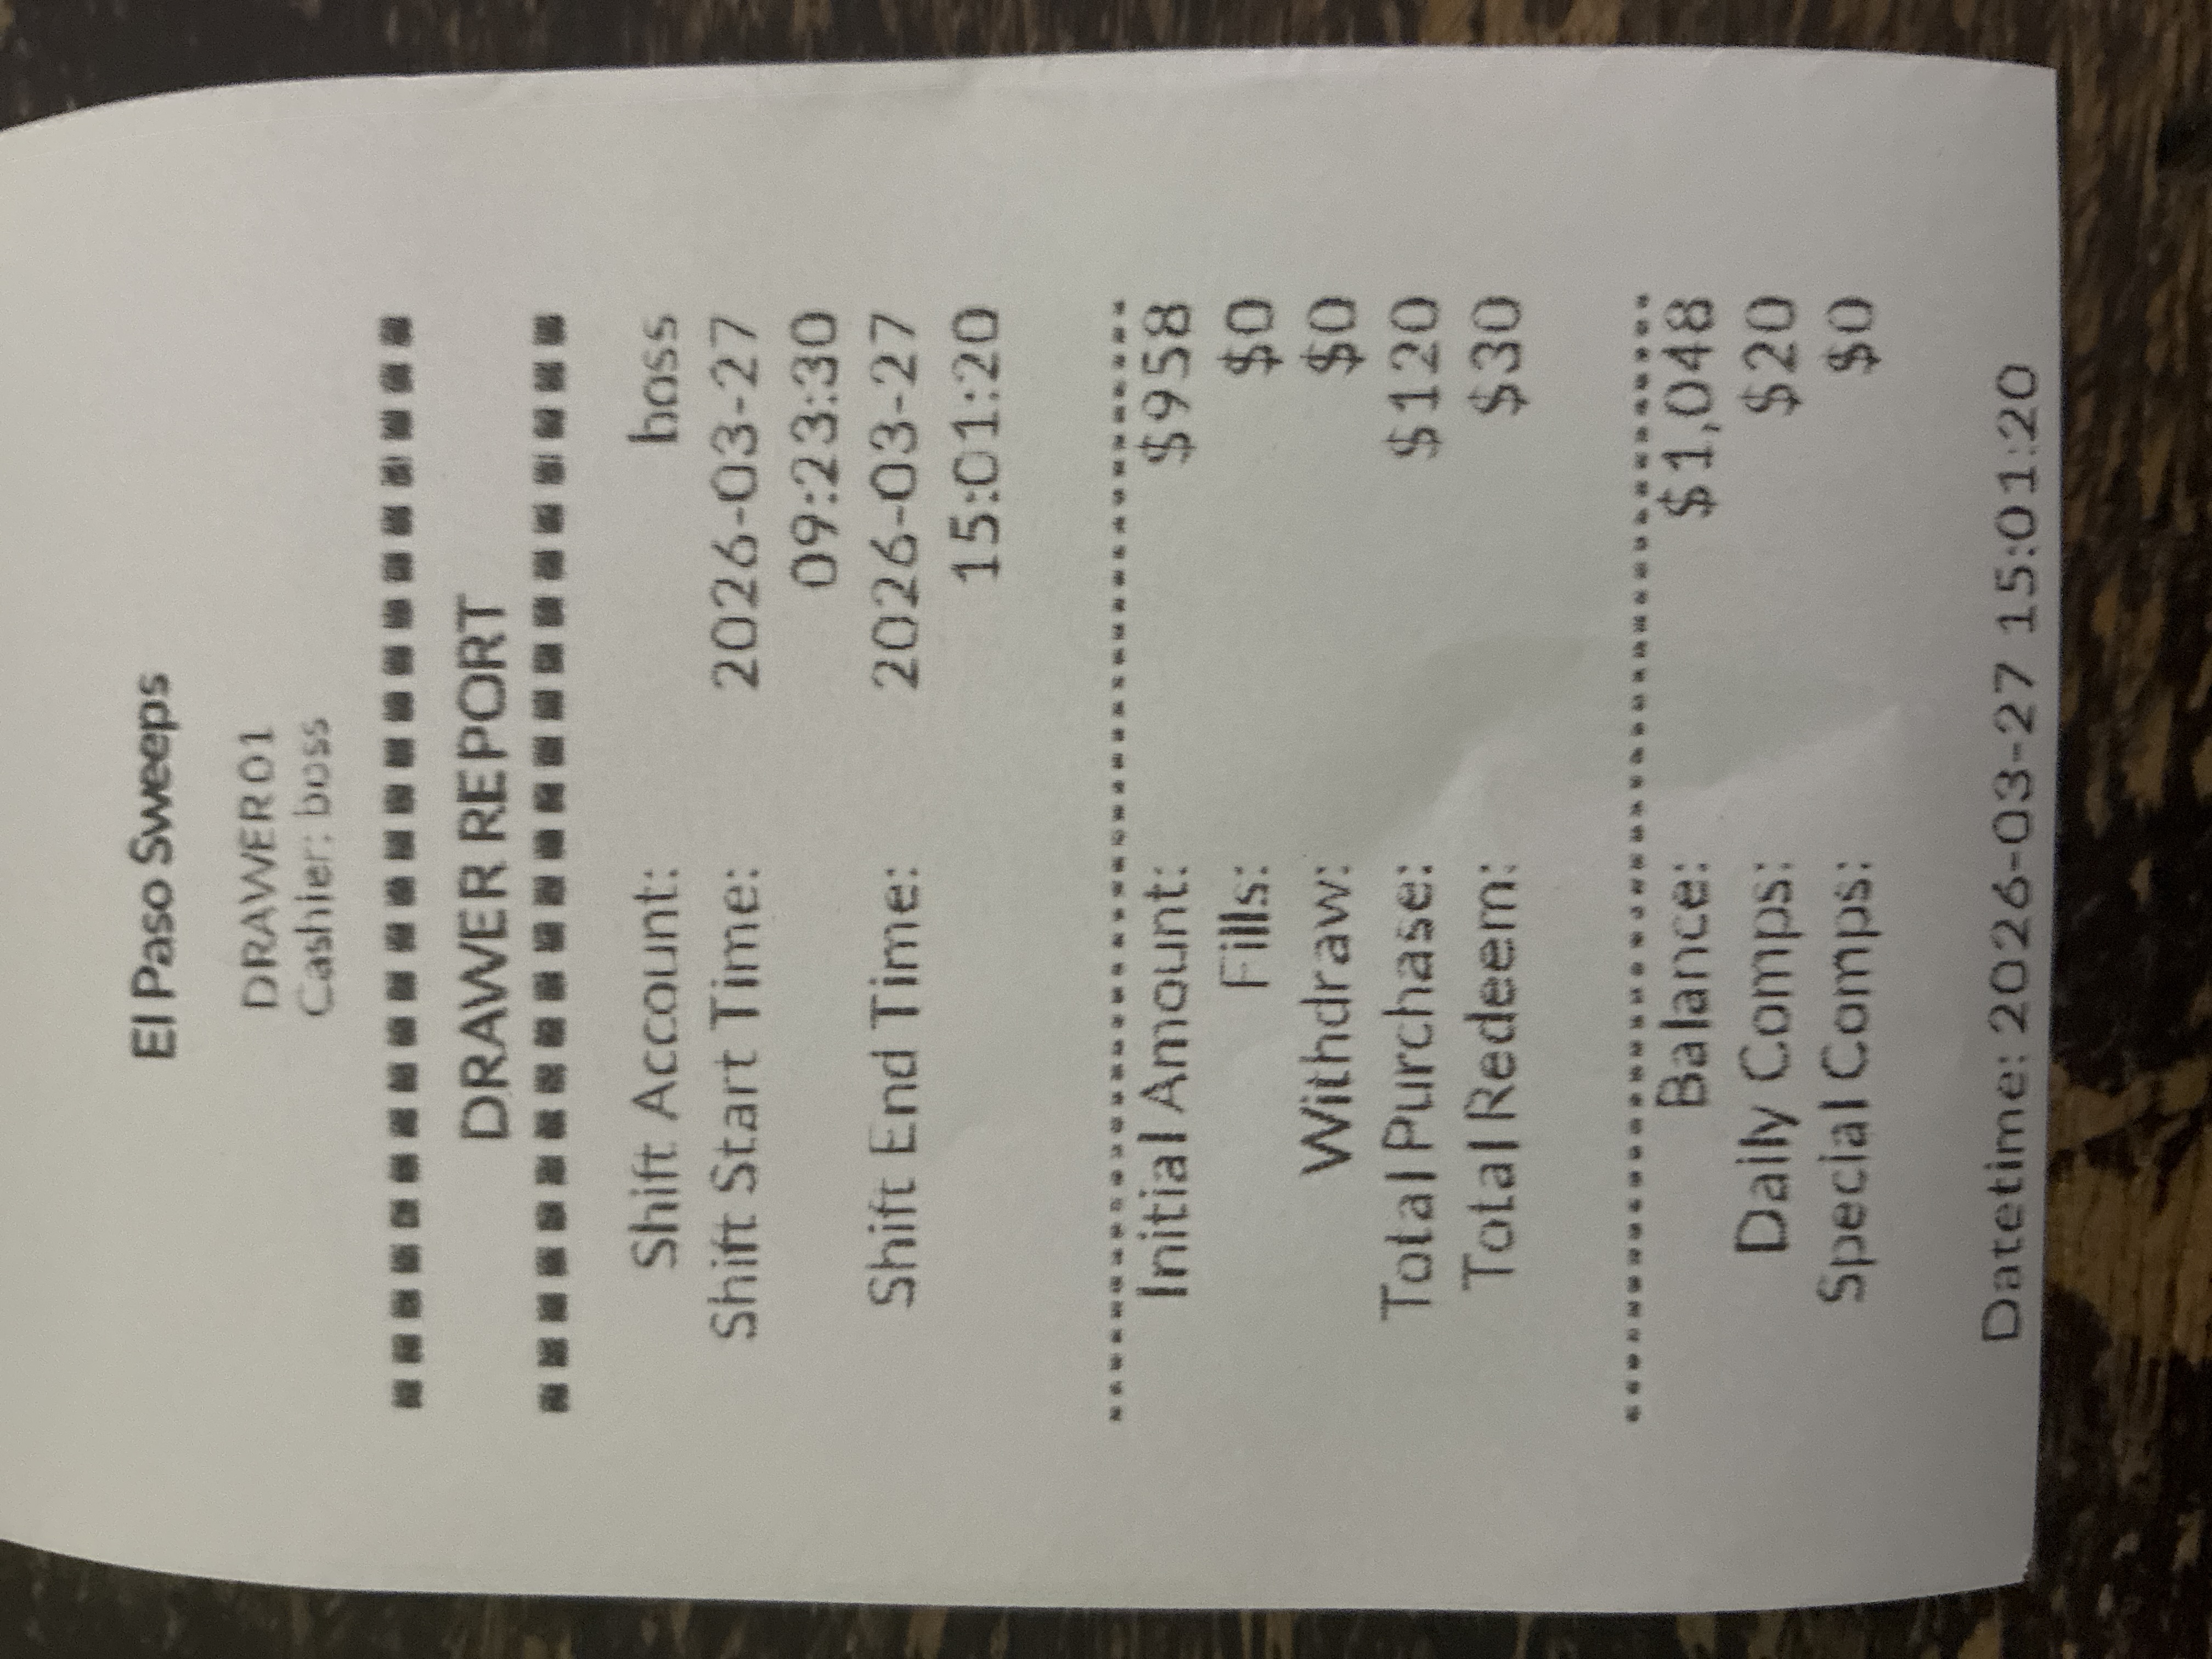 El Paso Sweeps
DRAWER01
Cashier: boss
DRAWER REPORT
Shift Account: boss
Shift Start Time: 2026-03-27
09:23:30
Shift End Time: 2026-03-27
15:01:20
Initial Amount: $958
Fills: $0
Withdraw: $0
Total Purchase: $120
Total Redeem: $30
Balance: $1,048
Daily Comps: $20
Special Comps: $0
Datetime: 2026-03-27 15:01:20